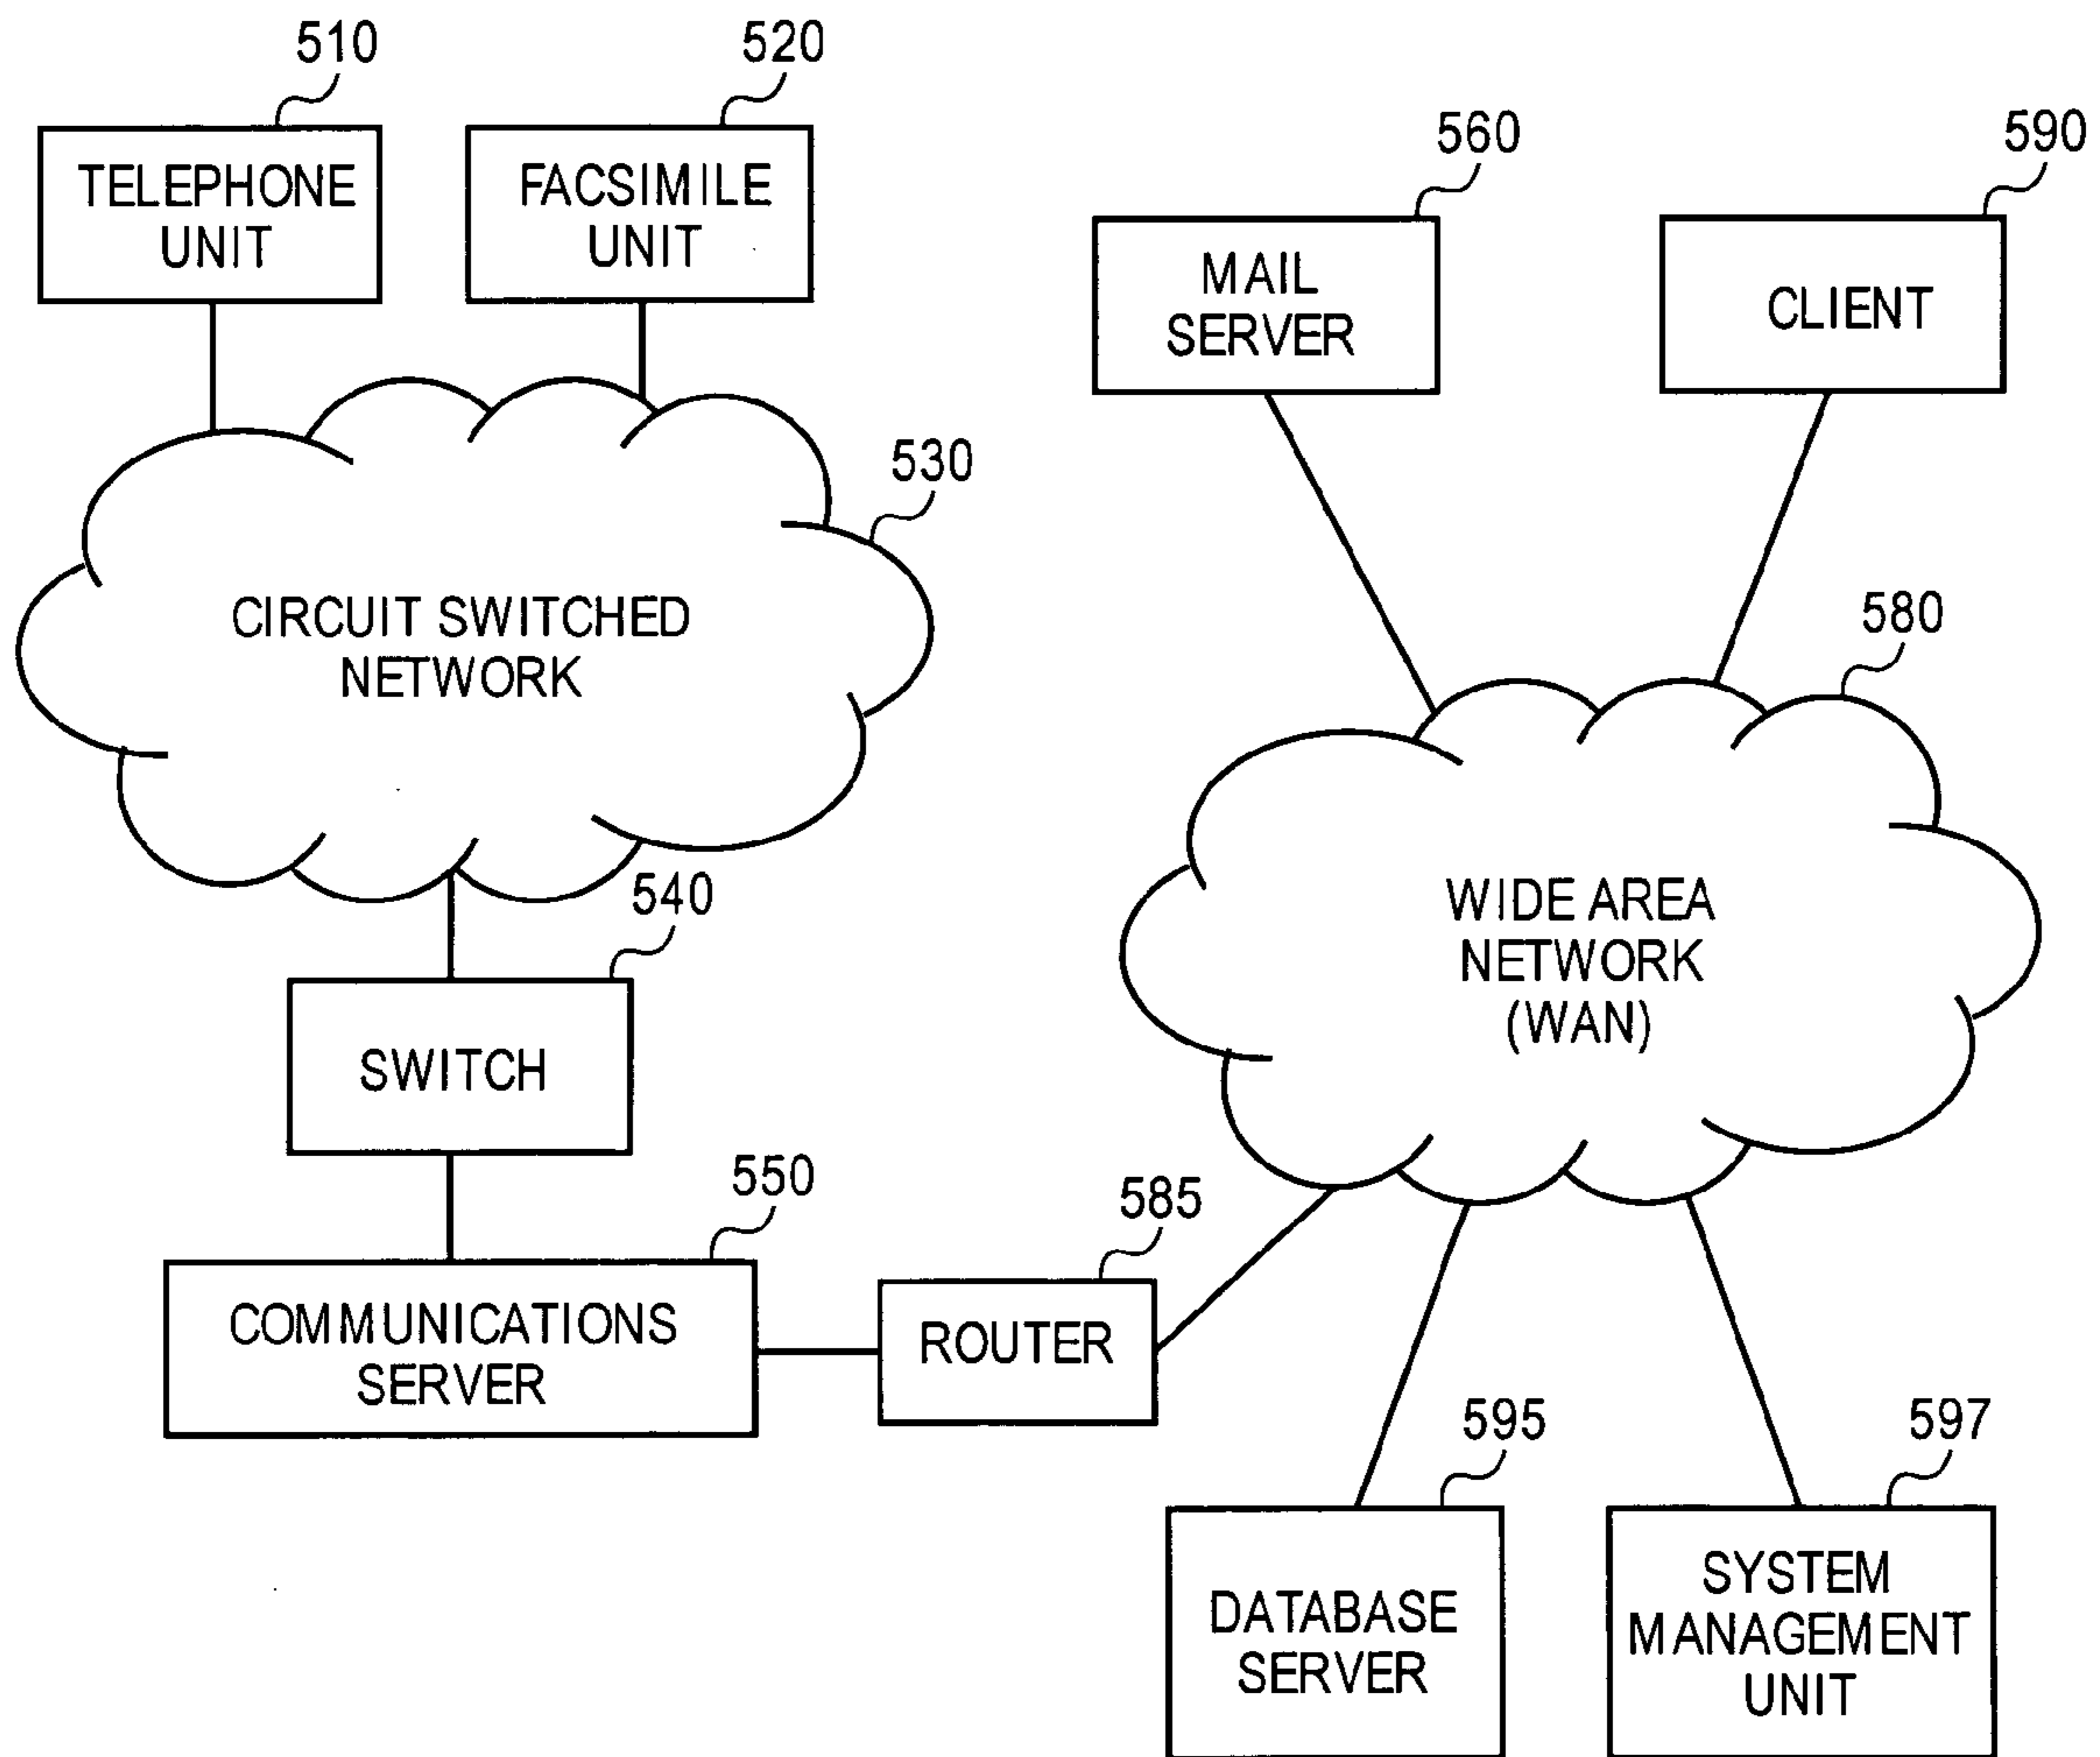 510
TELEPHONE
UNIT
520
FACSIMILE
UNIT
530
CIRCUIT SWITCHED
NETWORK
540
SWITCH
550
COMMUNICATIONS
SERVER
585
ROUTER
560
MAIL
SERVER
590
CLIENT
580
WIDE AREA
NETWORK
(WAN)
595
DATABASE
SERVER
597
SYSTEM
MANAGEMENT
UNIT